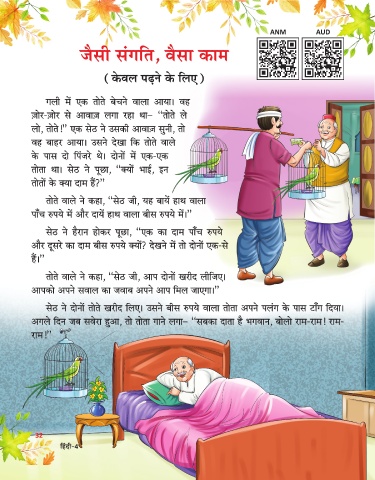 ANM AUD
जैसी संगति, वैसा काम
( केवल पढ़ने के लिए )
गली में एक तोते बेचने वाला आया। वह
ज़ोर-ज़ोर से आवाज़ लगा रहा था– “तोते ले
लो, तोते!” एक सेठ ने उसकी आवाज़ सुनी, तो
वह बाहर आया। उसने देखा कि तोते वाले
के पास दो पिंजरे थे। दोनों में एक-एक
तोता था। सेठ ने पूछा, “क्यों भाई, इन
तोतों के क्या दाम हैं?”
तोते वाले ने कहा, “सेठ जी, यह बायें हाथ वाला
पाँच रुपये में और दायें हाथ वाला बीस रुपये में।”
सेठ ने हैरान होकर पूछा, “एक का दाम पाँच रुपये
और दूसरे का दाम बीस रुपये क्यों? देखने में तो दोनों एक-से
हैं।”
तोते वाले ने कहा, “सेठ जी, आप दोनों खरीद लीजिए।
आपको अपने सवाल का जवाब अपने आप मिल जाएगा।”
सेठ ने दोनों तोते खरीद लिए। उसने बीस रुपये वाला तोता अपने पलंग के पास टाँग दिया।
अगले दिन जब सवेरा हुआ, तो तोता गाने लगा– “सबका दाता है भगवान, बोलो राम-राम! राम-
राम!”
32
हिंदी-4